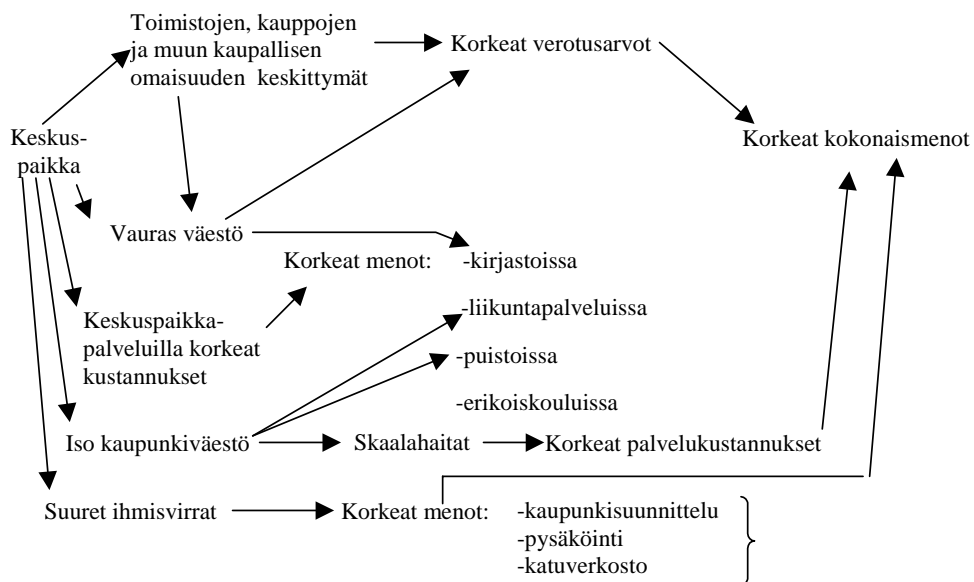 Toimistojen, kauppojen
ja muun kaupallisen
omaisuuden keskittymät
Korkeat verotusarvot
Keskus-
paikka
Korkeat kokonaismenot
Vauras väestö
Korkeat menot:
-kirjastoissa
-liikuntapalveluissa
-puistoissa
-erikoiskouluissa
Keskuspaikka-
palveluilla korkeat
kustannukset
Iso kaupunkiväestö
Skaalahaitat
Korkeat palvelukustannukset
Suuret ihmisvirrat
Korkeat menot:
-kaupunkisuunnittelu
-pysäköinti
-katuverkosto